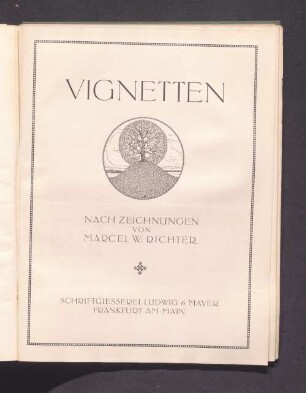 VIGNETTEN
NACH ZEICHNUNGEN
VON
MARCEL W. RICHTER
SCHRIFTGIESSEREI LUDWIG & MAYER
FRANKFURT AM MAIN